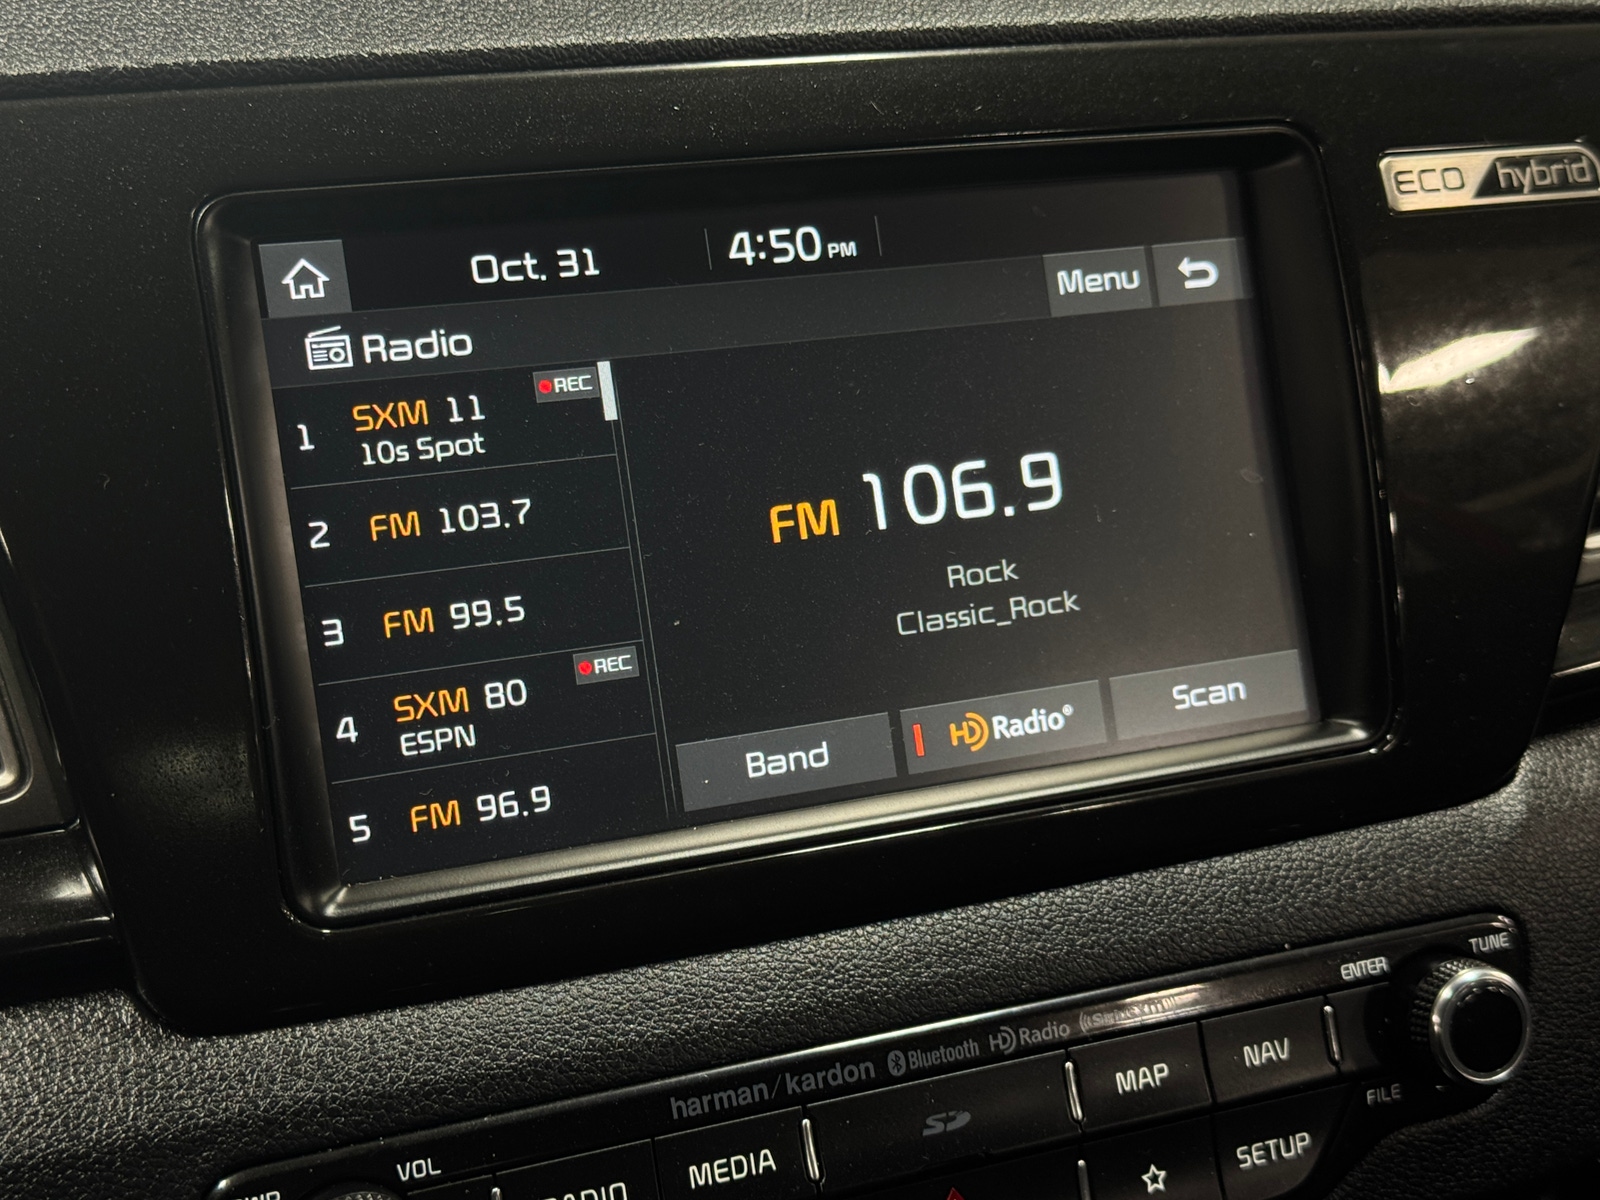 ECO hybrid
Oct. 31
4:50 PM
Menu
Radio
1 SXM 11 REC
10s Spot
2 FM 103.7
3 FM 99.5
4 SXM 80 REC
ESPN
5 FM 96.9
FM 106.9
Rock
Classic_Rock
Band
HD Radio®
Scan
TUNE
ENTER
harman/kardon Bluetooth HD Radio
MAP
NAV
FILE
SD
VOL
MEDIA
SETUP